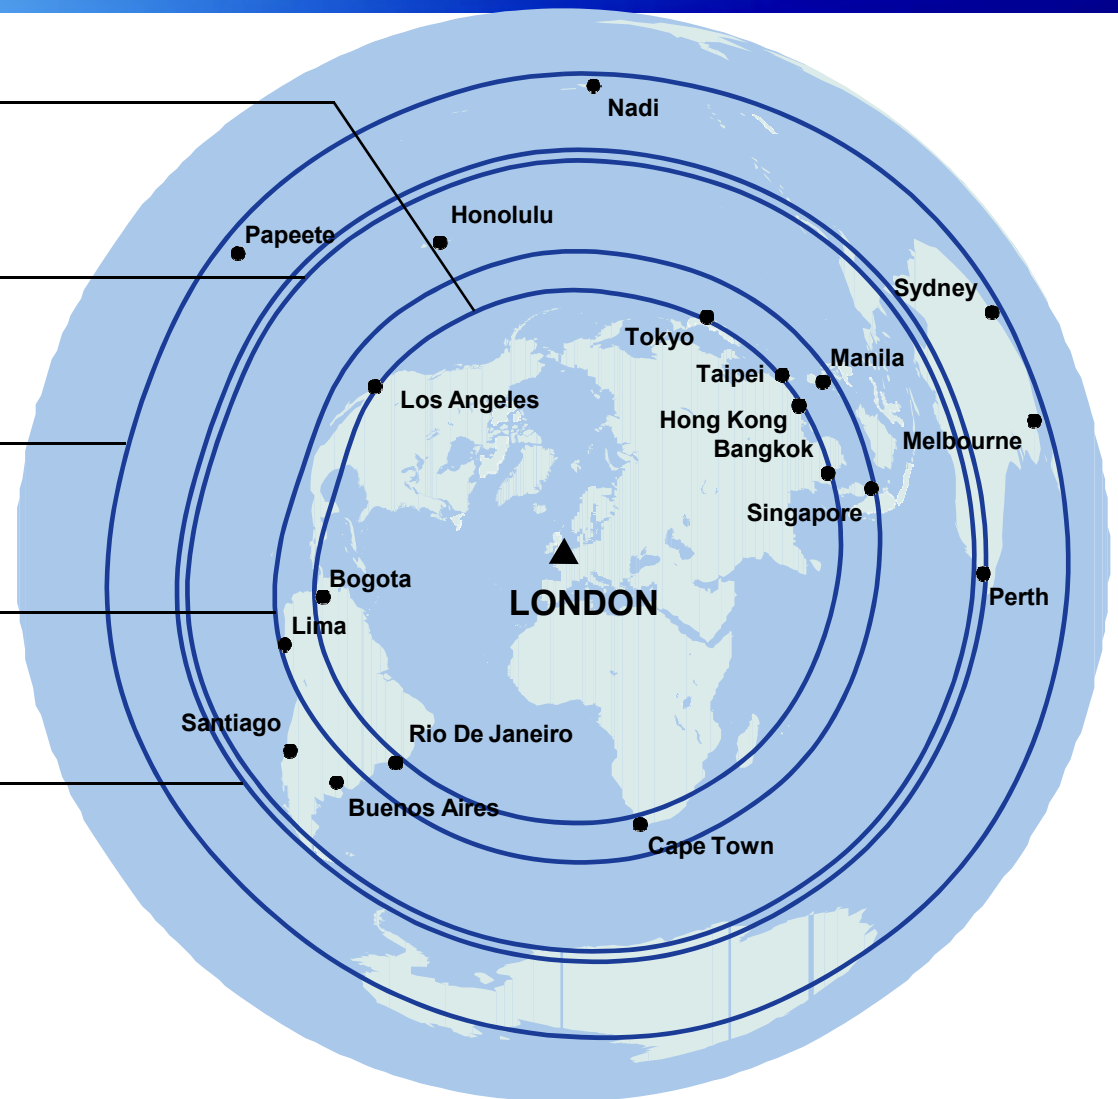 Nadi
Honolulu
Papeete
Sydney
Tokyo
Manila
Taipei
Los Angeles
Hong Kong
Melbourne
Bangkok
Singapore
Bogota
Perth
LONDON
Lima
Santiago
Rio De Janeiro
Buenos Aires
Cape Town